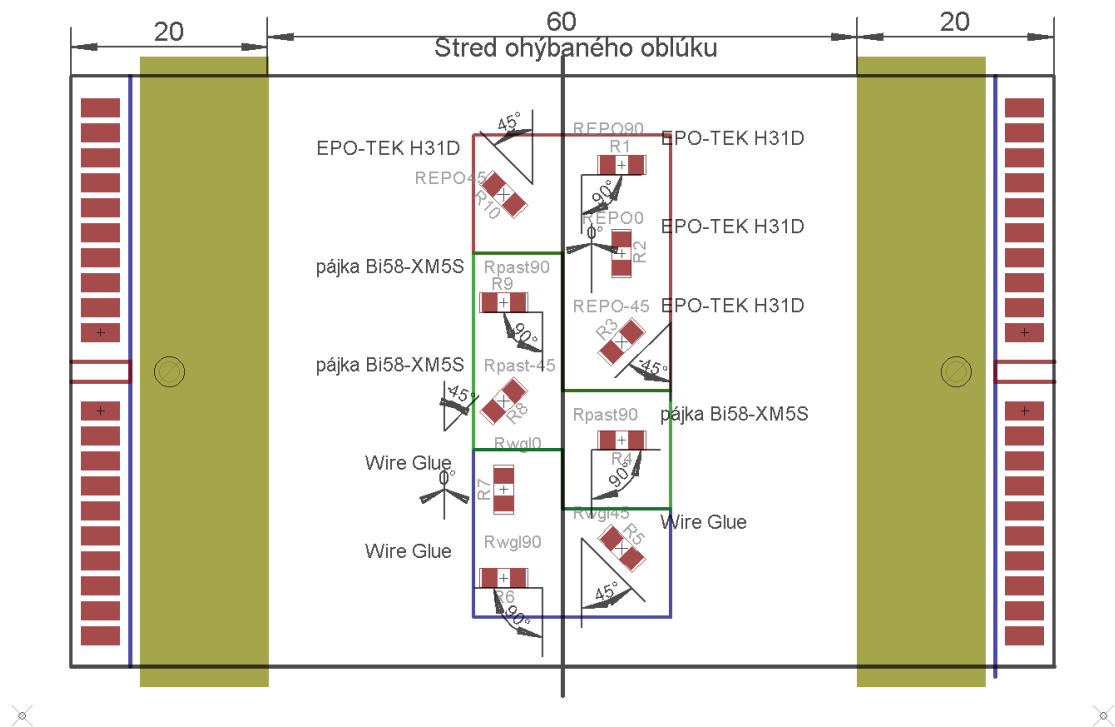 20
60
20
Stred ohýbaného oblúku
45°
EPO-TEK H31D
REPO45
R10
REPO90
EPO-TEK H31D
R1
90°
REPO0
EPO-TEK H31D
0°
R2
pájka Bi58-XM5S
Rpast90
R9
90°
REPO-45
EPO-TEK H31D
R3
-45°
pájka Bi58-XM5S
Rpast-45
-45°
R8
Rpast90
pájka Bi58-XM5S
R4
90°
Rwgl0
Wire Glue
0°
R7
Rwgl45
Wire Glue
R5
45°
Wire Glue
Rwgl90
R6
90°